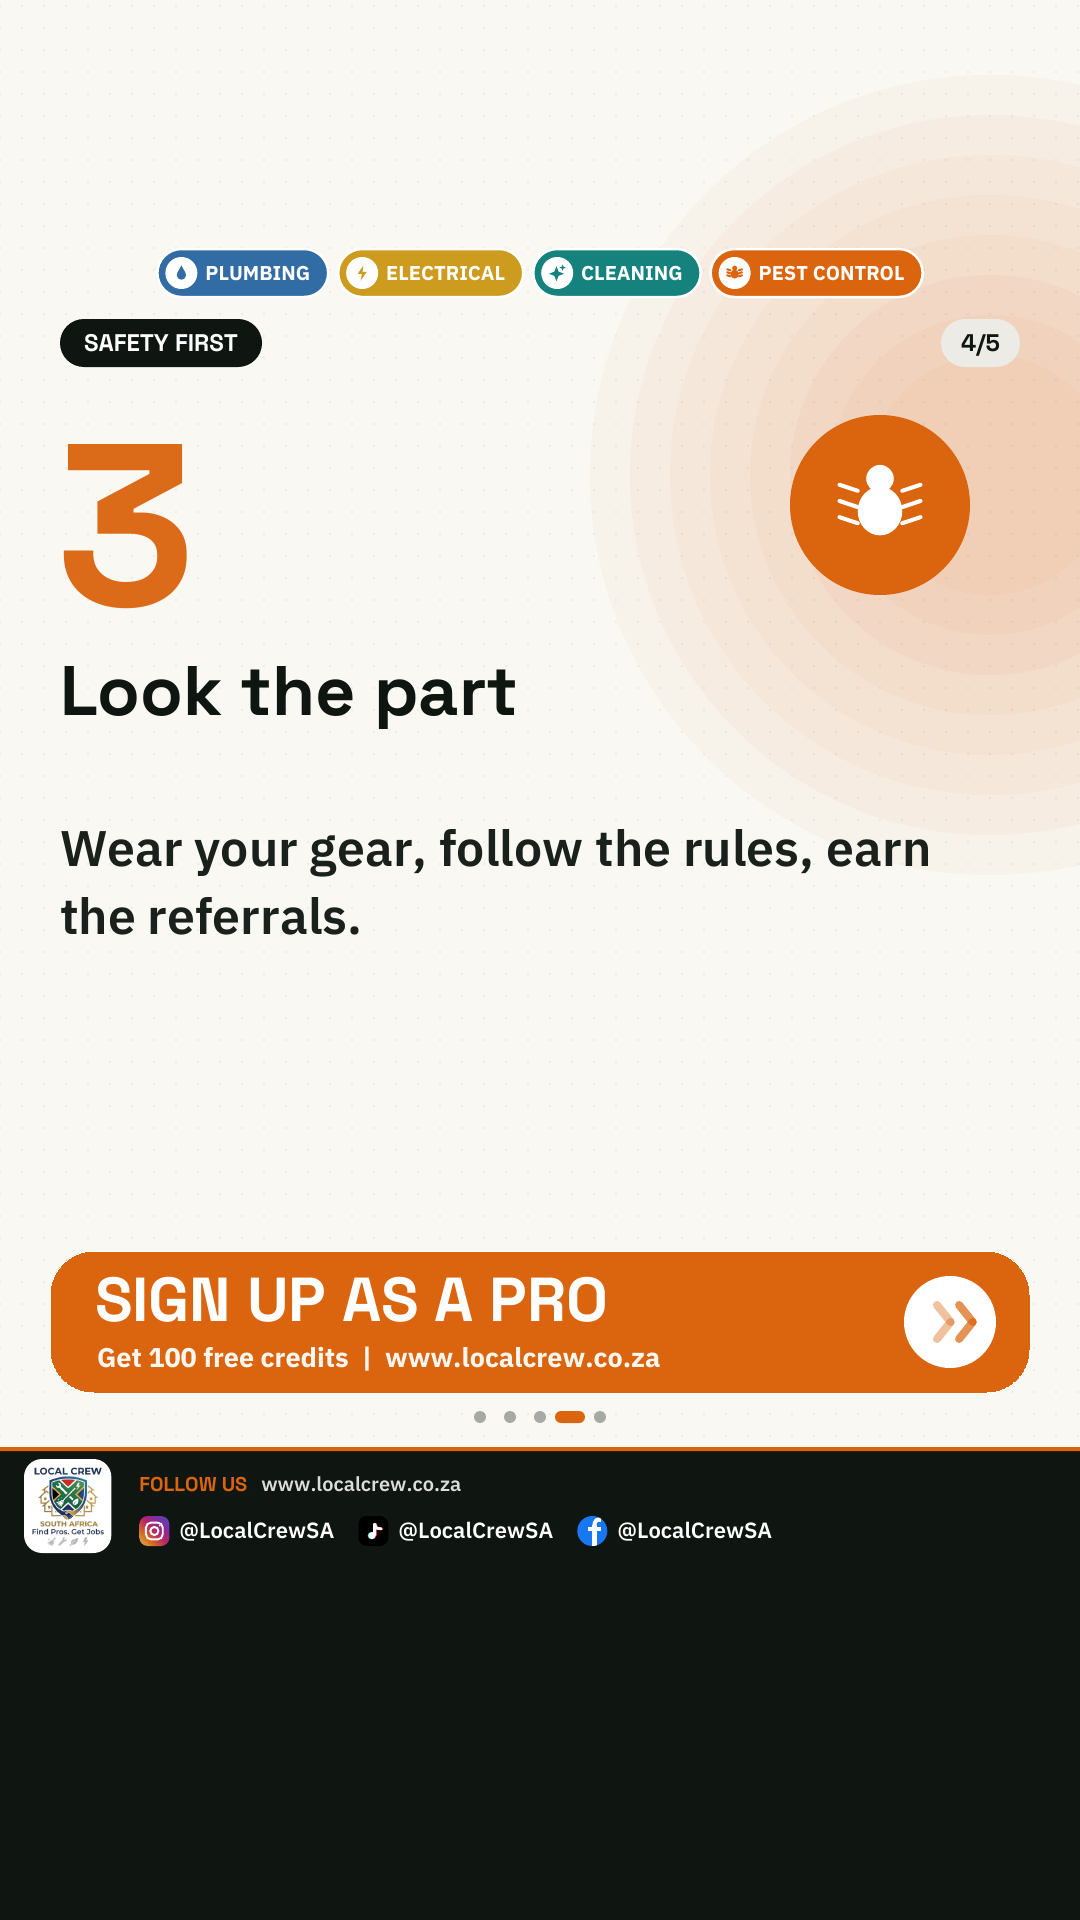 PLUMBING ELECTRICAL CLEANING PEST CONTROL
SAFETY FIRST 4/5
3
Look the part
Wear your gear, follow the rules, earn
the referrals.
SIGN UP AS A PRO
Get 100 free credits | www.localcrew.co.za
LOCAL CREW
SOUTH AFRICA
Find Pros. Get Jobs
FOLLOW US www.localcrew.co.za
@LocalCrewSA @LocalCrewSA @LocalCrewSA